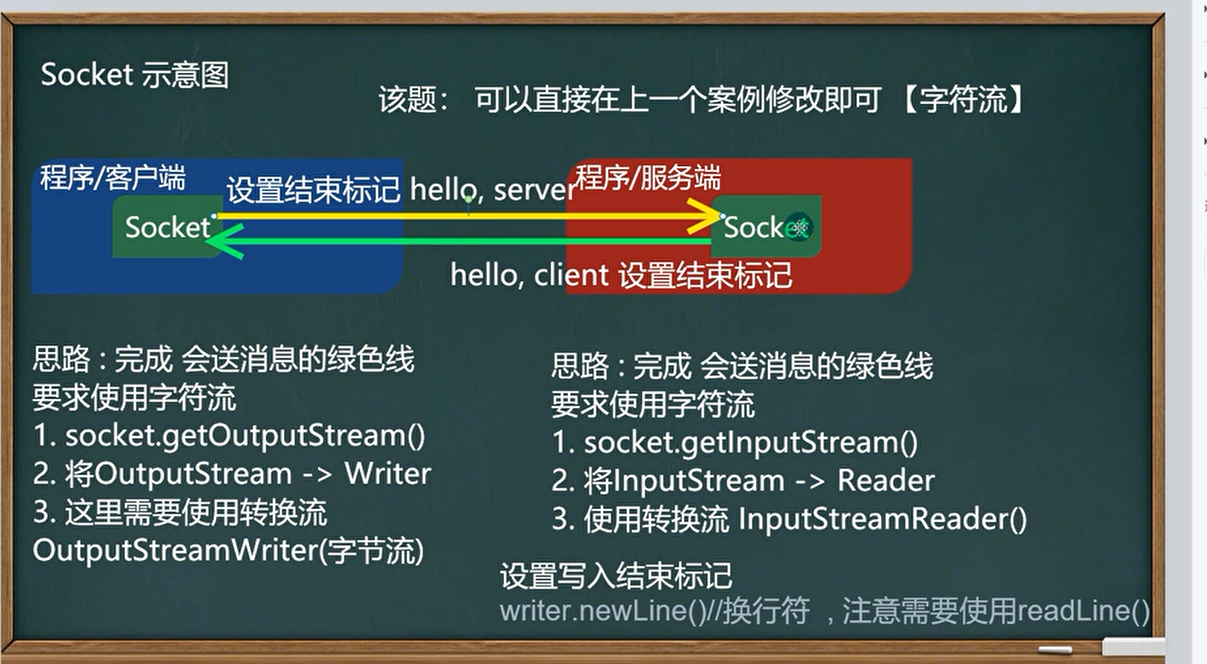 Socket 示意图
该题： 可以直接在上一个案例修改即可 【字符流】
程序/客户端
设置结束标记 hello, server
程序/服务端
Socket
Socket
hello, client 设置结束标记
思路 : 完成 会送消息的绿色线
要求使用字符流
1. socket.getOutputStream()
2. 将OutputStream -> Writer
3. 这里需要使用转换流
OutputStreamWriter(字节流)
思路 : 完成 会送消息的绿色线
要求使用字符流
1. socket.getInputStream()
2. 将InputStream -> Reader
3. 使用转换流 InputStreamReader()
设置写入结束标记
writer.newLine()//换行符 , 注意需要使用readLine()